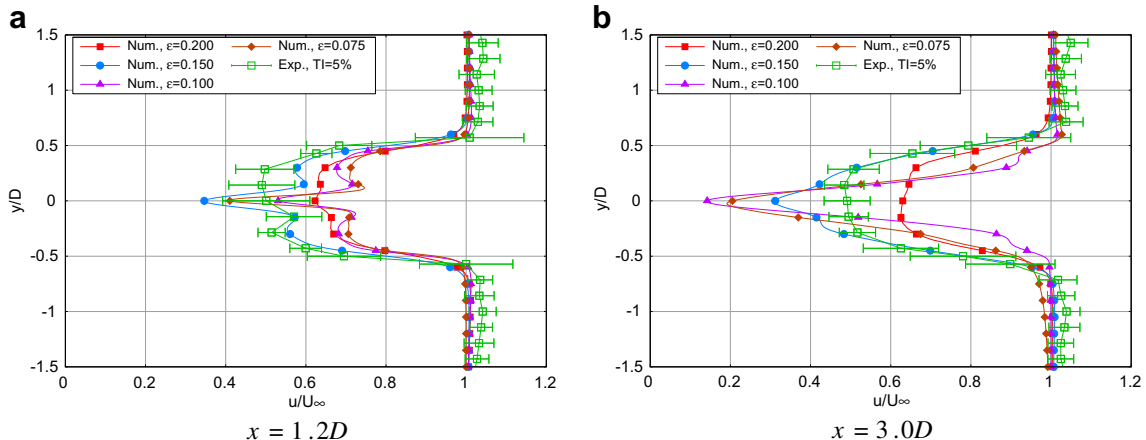 a
1.5
1
0.5
0
-0.5
-1
-1.5
y/D
Num., ε=0.200
Num., ε=0.150
Num., ε=0.100
Num., ε=0.075
Exp., TI=5%
0 0.2 0.4 0.6 0.8 1 1.2
u/U∞
x = 1.2D
b
1.5
1
0.5
0
-0.5
-1
-1.5
y/D
Num., ε=0.200
Num., ε=0.150
Num., ε=0.100
Num., ε=0.075
Exp., TI=5%
0 0.2 0.4 0.6 0.8 1 1.2
u/U∞
x = 3.0D